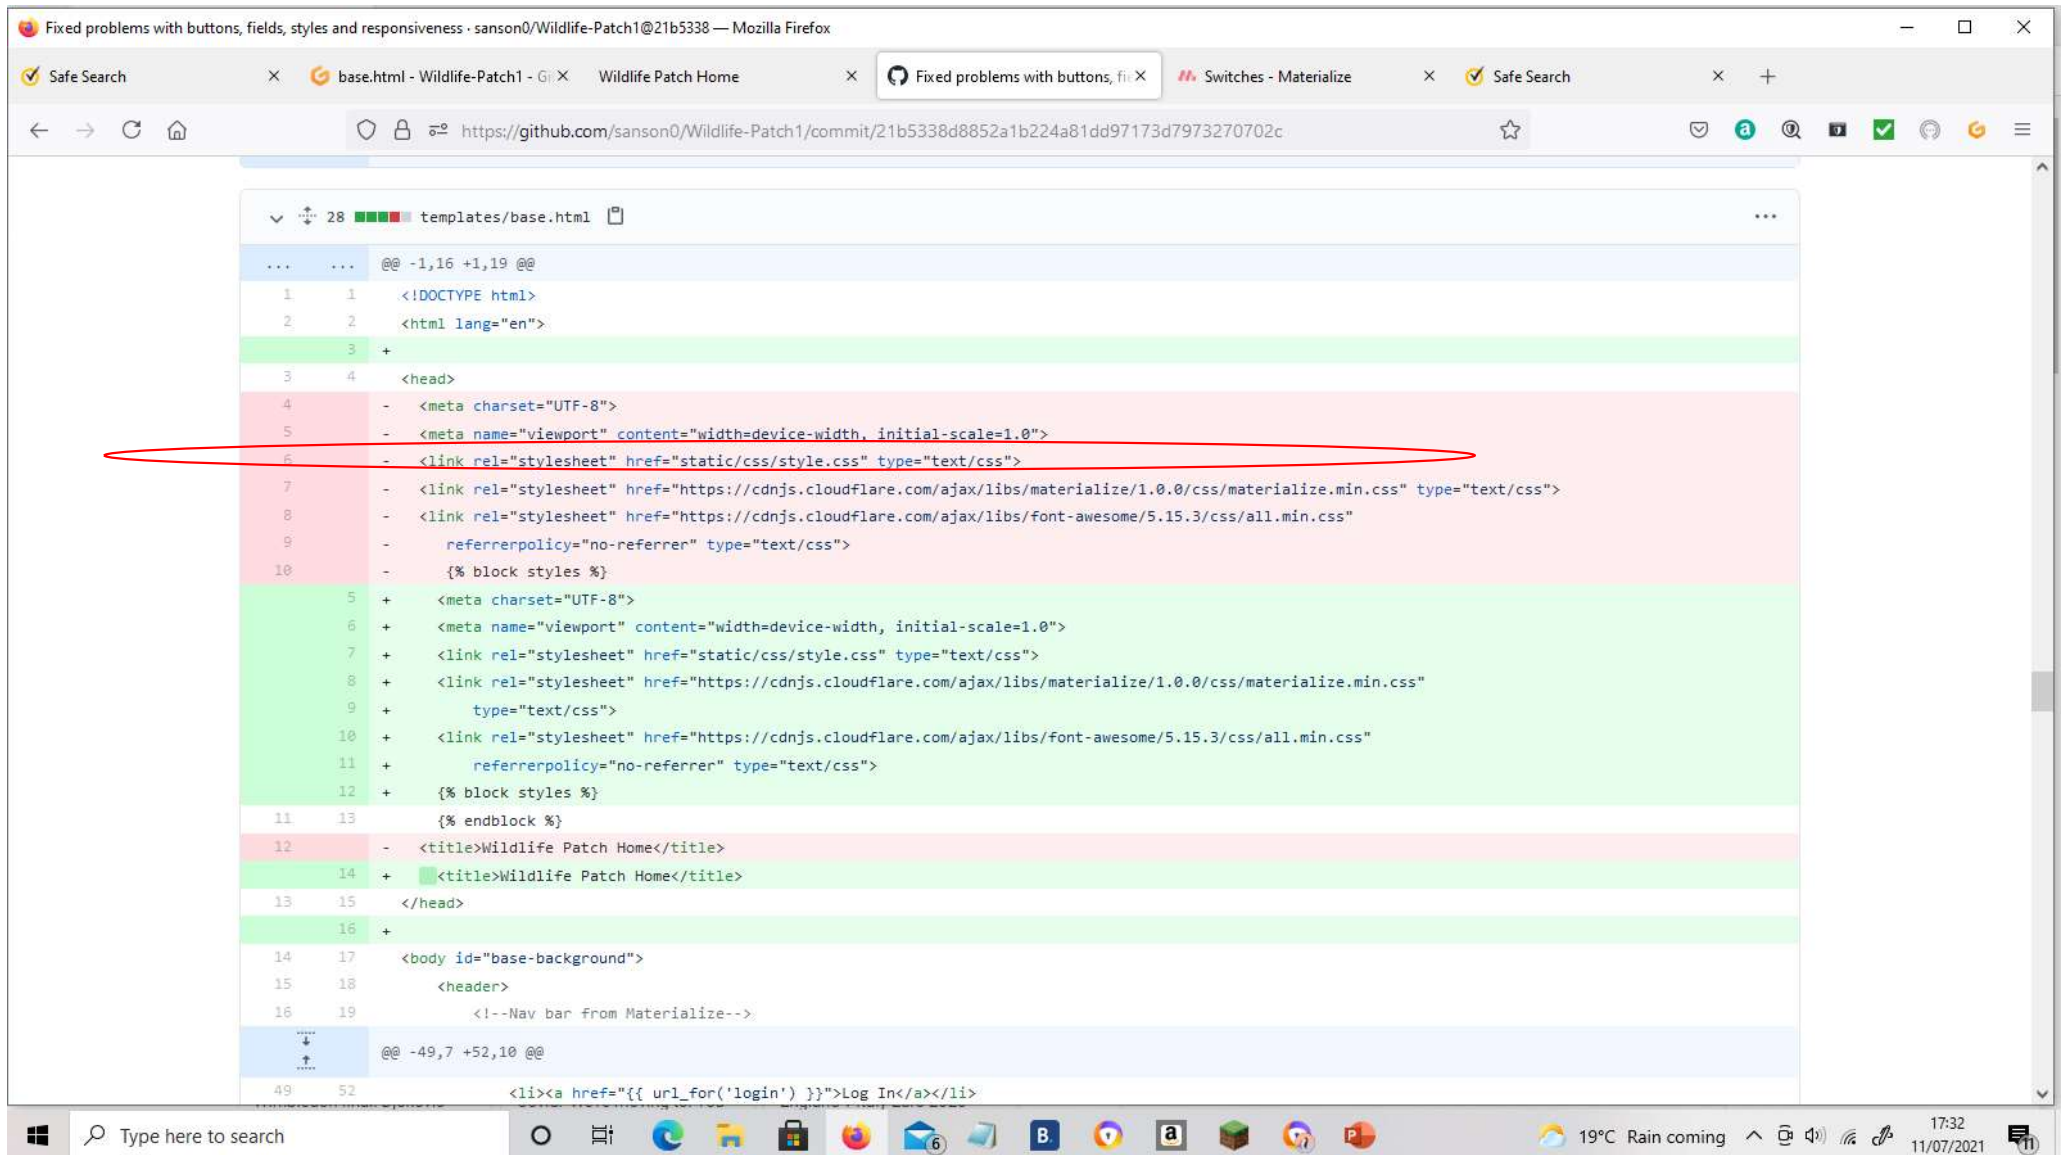 Fixed problems with buttons, fields, styles and responsiveness · sanson0/Wildlife-Patch1@21b5338 — Mozilla Firefox
Safe Search
base.html - Wildlife-Patch1 - Gi
Wildlife Patch Home
Fixed problems with buttons, fie
Switches - Materialize
Safe Search
https://github.com/sanson0/Wildlife-Patch1/commit/21b5338d8852a1b224a81dd97173d7973270702c
28 templates/base.html
... ... @@ -1,16 +1,19 @@
1 1 <!DOCTYPE html>
2 2 <html lang="en">
3 +
3 4 <head>
4 - <meta charset="UTF-8">
5 - <meta name="viewport" content="width=device-width, initial-scale=1.0">
6 - <link rel="stylesheet" href="static/css/style.css" type="text/css">
7 - <link rel="stylesheet" href="https://cdnjs.cloudflare.com/ajax/libs/materialize/1.0.0/css/materialize.min.css" type="text/css">
8 - <link rel="stylesheet" href="https://cdnjs.cloudflare.com/ajax/libs/font-awesome/5.15.3/css/all.min.css"
9 - referrerpolicy="no-referrer" type="text/css">
10 - {% block styles %}
5 + <meta charset="UTF-8">
6 + <meta name="viewport" content="width=device-width, initial-scale=1.0">
7 + <link rel="stylesheet" href="static/css/style.css" type="text/css">
8 + <link rel="stylesheet" href="https://cdnjs.cloudflare.com/ajax/libs/materialize/1.0.0/css/materialize.min.css"
9 + type="text/css">
10 + <link rel="stylesheet" href="https://cdnjs.cloudflare.com/ajax/libs/font-awesome/5.15.3/css/all.min.css"
11 + referrerpolicy="no-referrer" type="text/css">
12 + {% block styles %}
11 13 {% endblock %}
12 - <title>Wildlife Patch Home</title>
14 + <title>Wildlife Patch Home</title>
13 15 </head>
16 +
14 17 <body id="base-background">
15 18 <header>
16 19 <!--Nav bar from Materialize-->
@@ -49,7 +52,10 @@
49 52 <li><a href="{{ url_for('login') }}">Log In</a></li>
Type here to search
6
B.
a
19°C Rain coming
17:32
11/07/2021
11